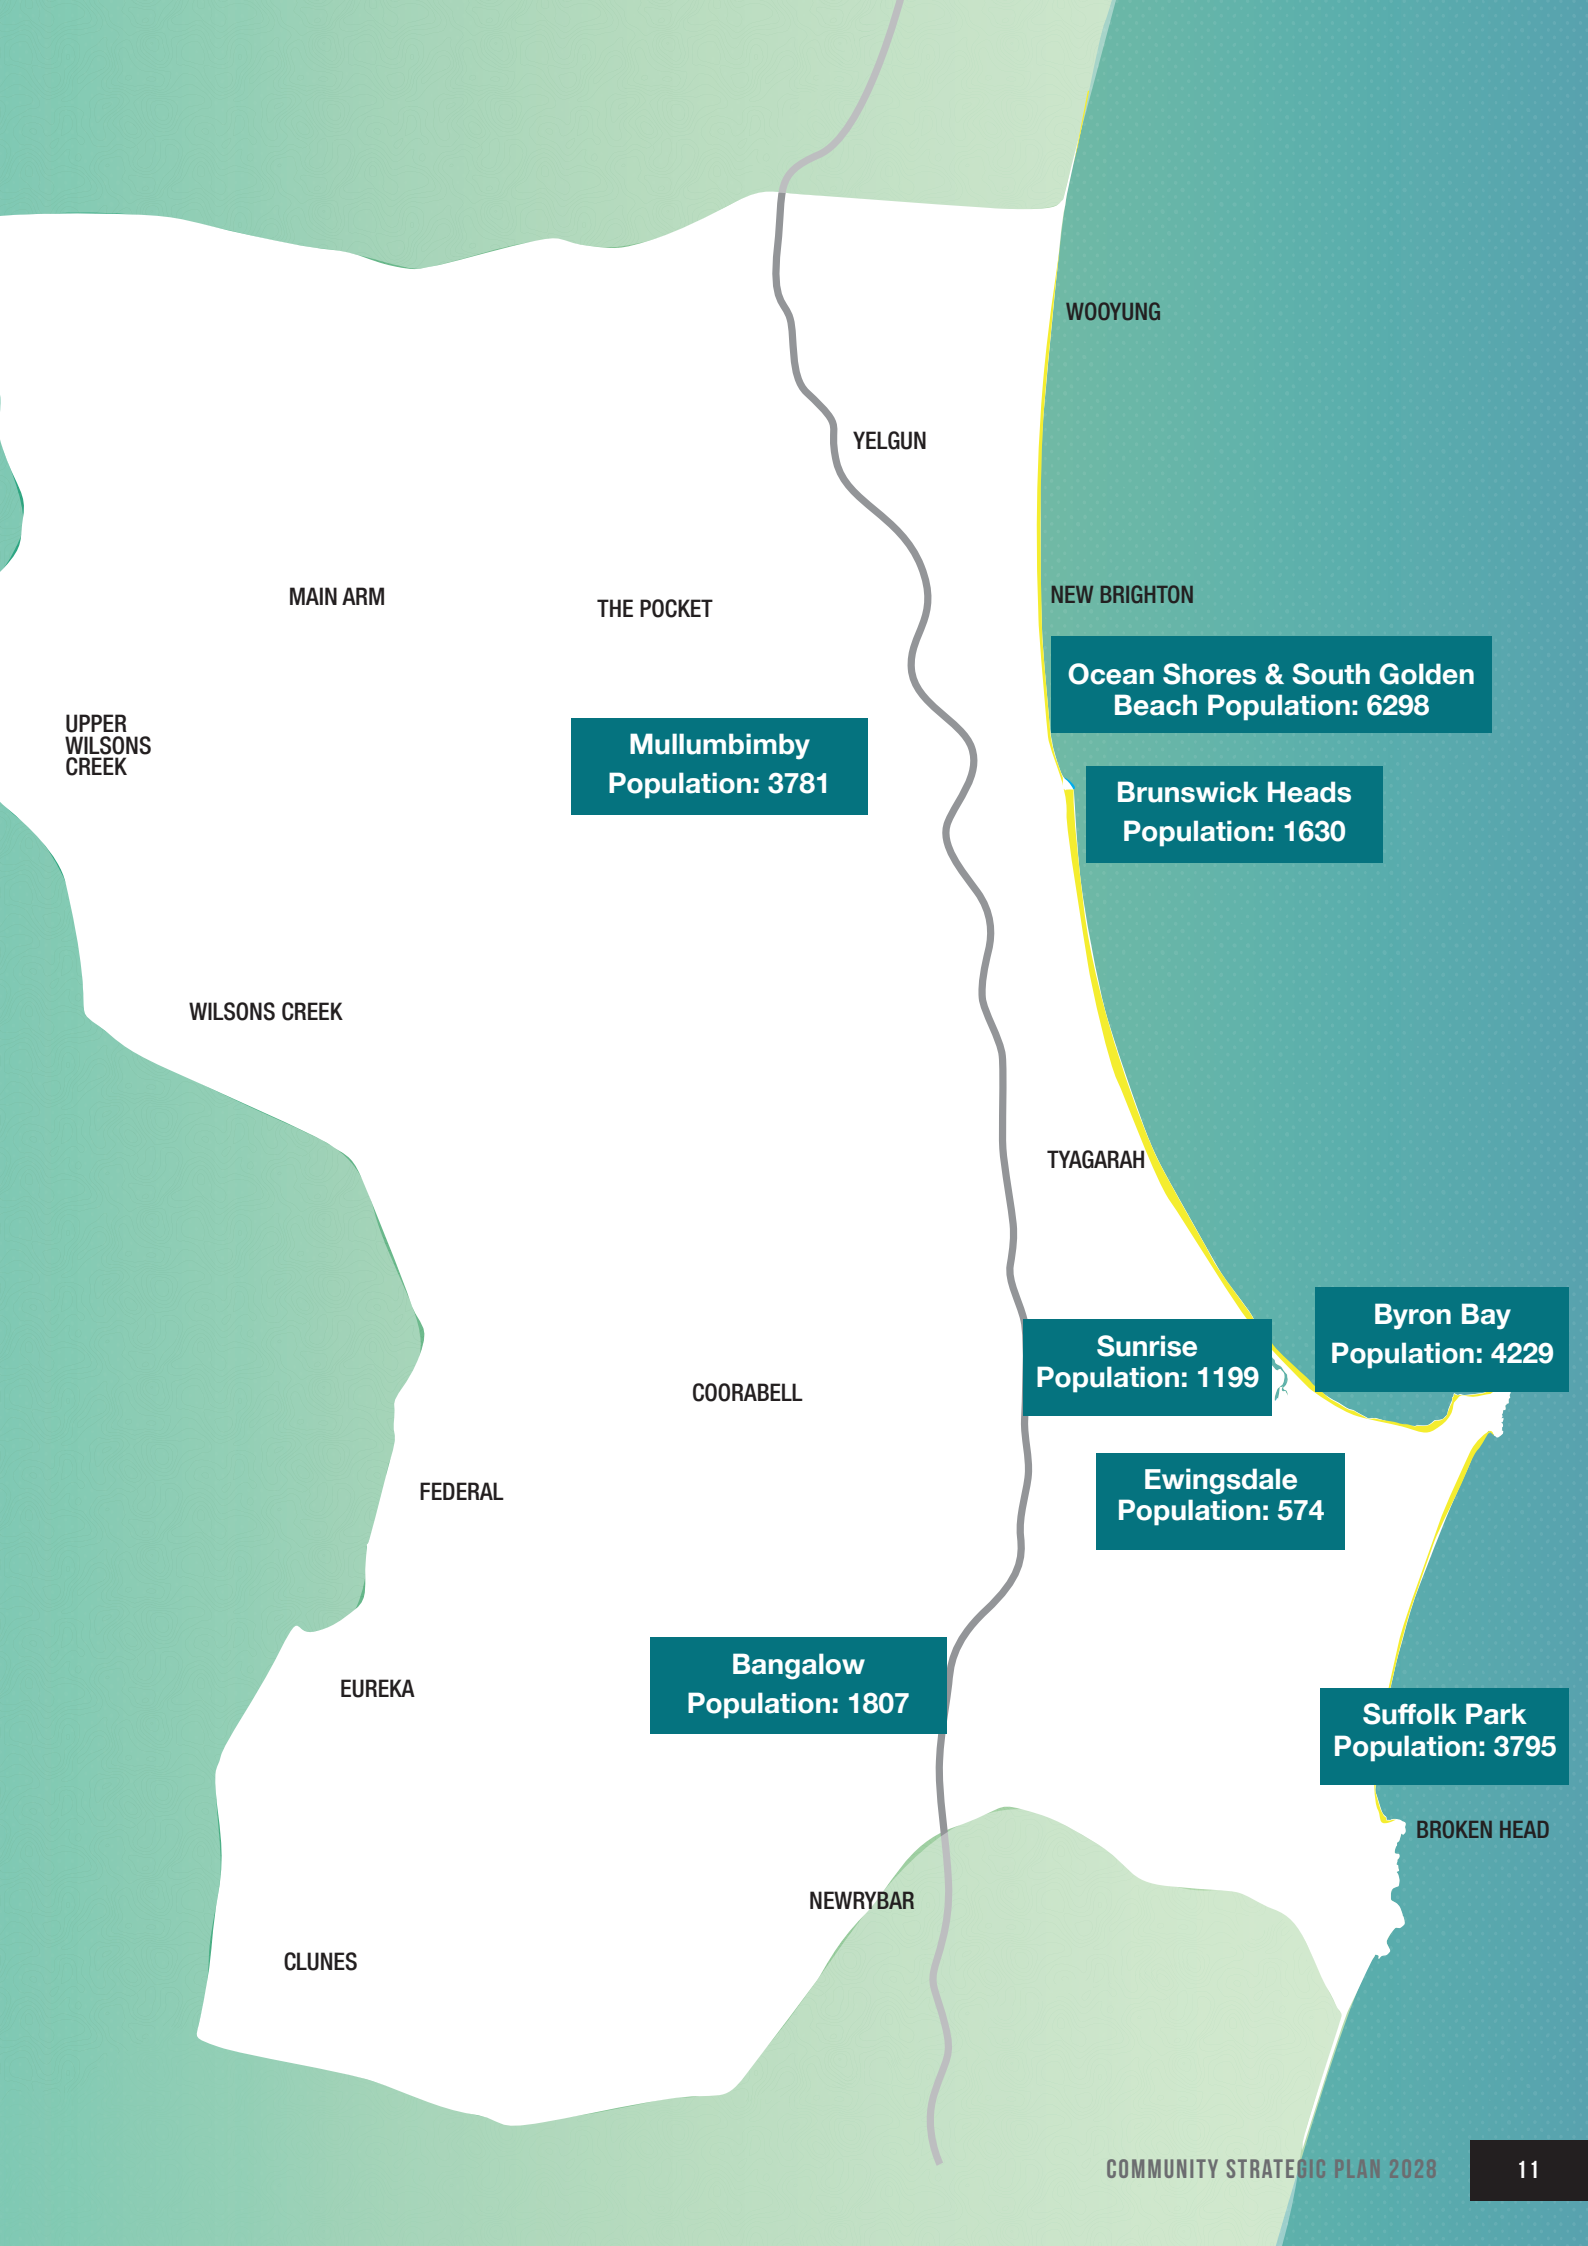 WOOYUNG
YELGUN
MAIN ARM
THE POCKET
NEW BRIGHTON
Ocean Shores & South Golden
Beach Population: 6298
UPPER
WILSONS
CREEK
Mullumbimby
Population: 3781
Brunswick Heads
Population: 1630
WILSONS CREEK
TYAGARAH
Byron Bay
Population: 4229
Sunrise
Population: 1199
COORABELL
FEDERAL
Ewingsdale
Population: 574
Bangalow
Population: 1807
EUREKA
Suffolk Park
Population: 3795
BROKEN HEAD
NEWRYBAR
CLUNES
COMMUNITY STRATEGIC PLAN 2028
11